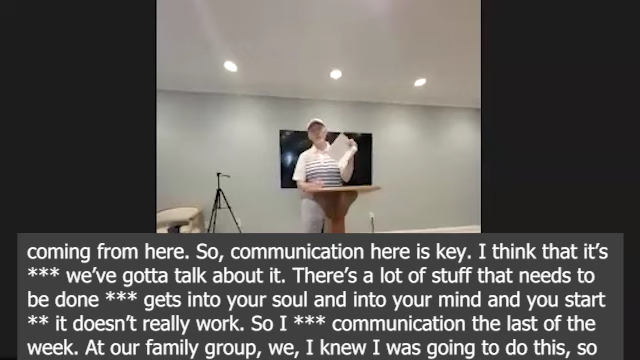 coming from here. So, communication here is key. I think that it’s
*** we’ve gotta talk about it. There’s a lot of stuff that needs to
be done *** gets into your soul and into your mind and you start
** it doesn’t really work. So I *** communication the last of the
week. At our family group, we, I knew I was going to do this, so